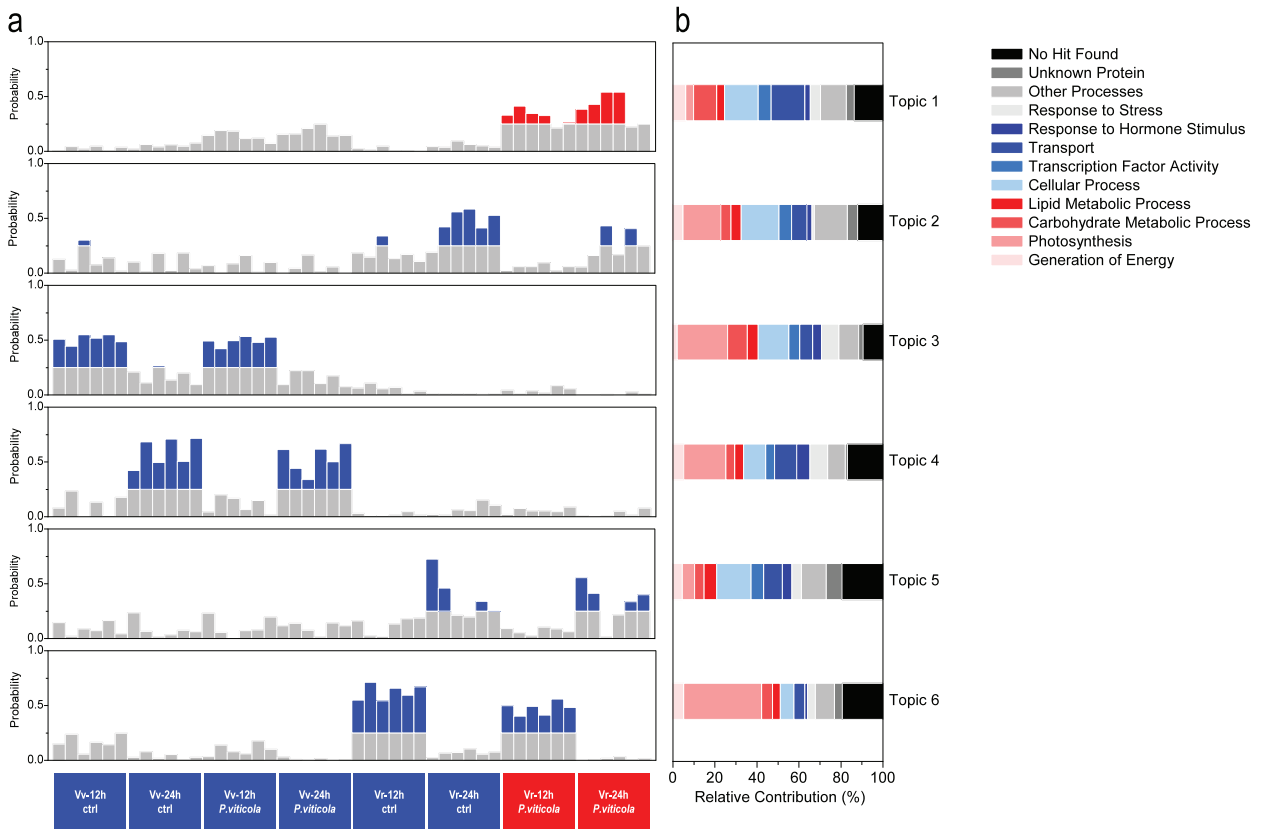 a
b
1.0
0.5
0.0
Probability
Topic 1
1.0
0.5
0.0
Probability
Topic 2
1.0
0.5
0.0
Probability
Topic 3
1.0
0.5
0.0
Probability
Topic 4
1.0
0.5
0.0
Probability
Topic 5
1.0
0.5
0.0
Probability
Topic 6
Vv-12h
ctrl
Vv-24h
ctrl
Vv-12h
P.viticola
Vv-24h
P.viticola
Vr-12h
ctrl
Vr-24h
ctrl
Vr-12h
P.viticola
Vr-24h
P.viticola
0 20 40 60 80 100
Relative Contribution (%)
No Hit Found
Unknown Protein
Other Processes
Response to Stress
Response to Hormone Stimulus
Transport
Transcription Factor Activity
Cellular Process
Lipid Metabolic Process
Carbohydrate Metabolic Process
Photosynthesis
Generation of Energy